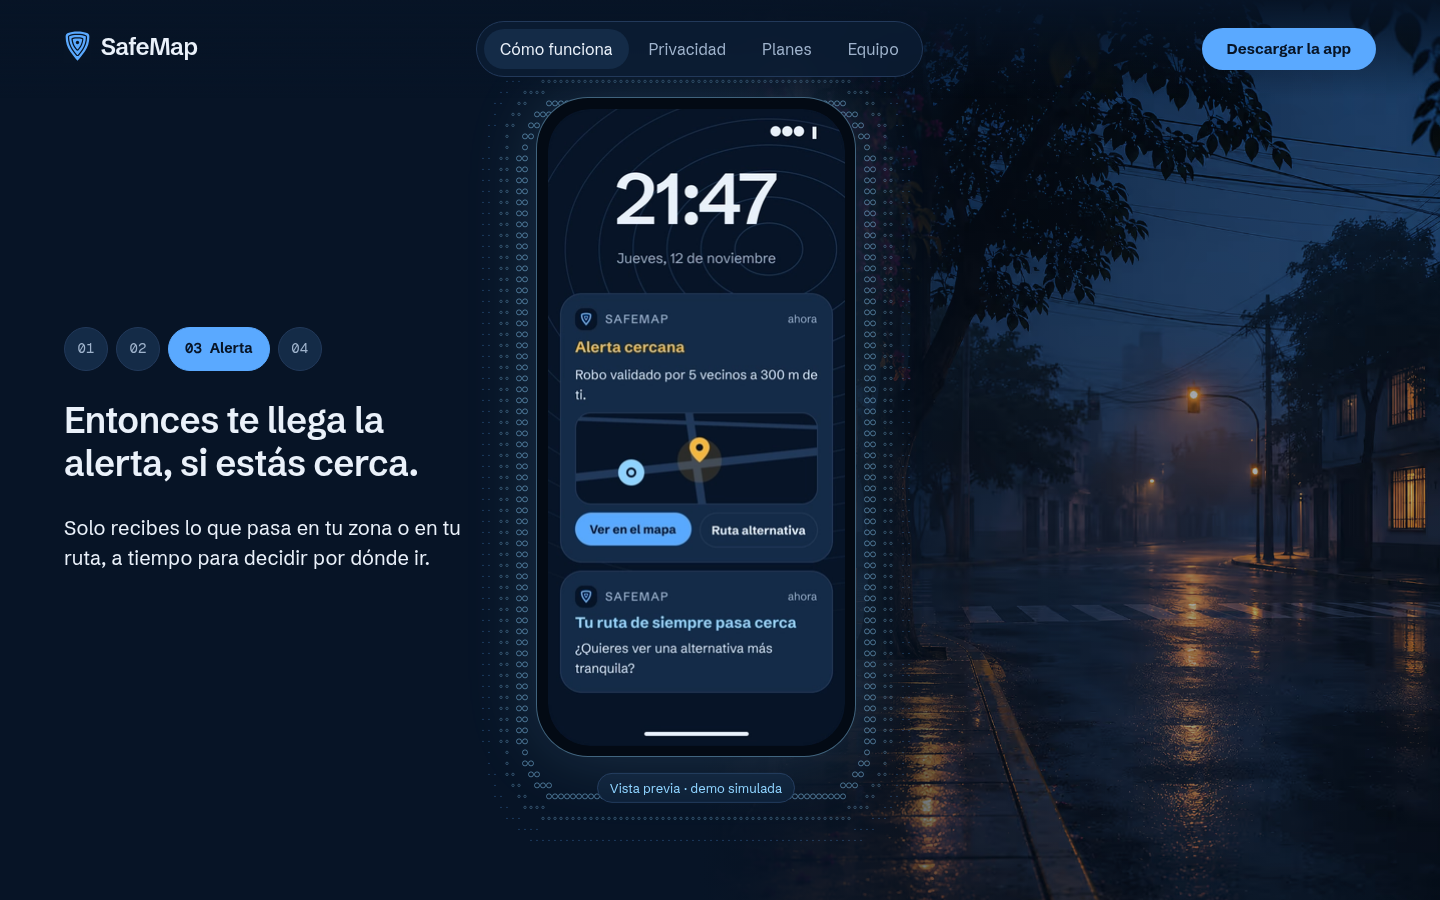 SafeMap
Cómo funciona
Privacidad
Planes
Equipo
Descargar la app
01
02
03 Alerta
04
Entonces te llega la
alerta, si estás cerca.
Solo recibes lo que pasa en tu zona o en tu
ruta, a tiempo para decidir por dónde ir.
21:47
Jueves, 12 de noviembre
SAFEMAP
ahora
Alerta cercana
Robo validado por 5 vecinos a 300 m de
ti.
Ver en el mapa
Ruta alternativa
SAFEMAP
ahora
Tu ruta de siempre pasa cerca
¿Quieres ver una alternativa más
tranquila?
Vista previa · demo simulada